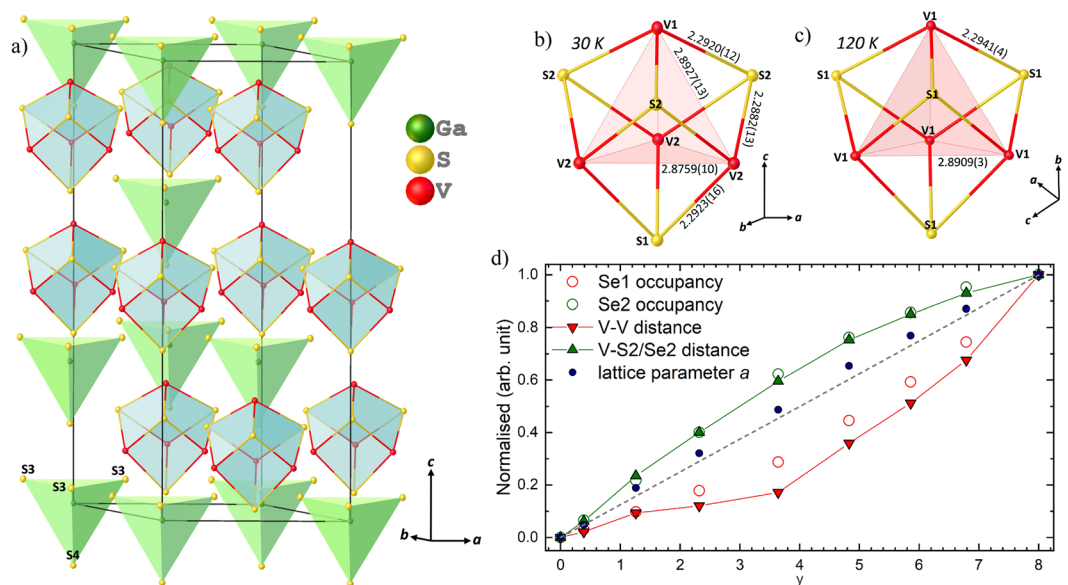 a)
Ga
S
V
S3
S3
S3
S4
c
b
a
b)
30 K
V1
2.2920(12)
2.8927(13)
S2
S2
S2
2.2882(13)
V2
V2
V2
2.8759(10)
2.2923(16)
S1
c
b
a
c)
120 K
V1
2.2941(4)
S1
S1
S1
V1
V1
V1
2.8909(3)
S1
b
a
c
d)
Normalised (arb. unit)
1.0
0.8
0.6
0.4
0.2
0.0
Se1 occupancy
Se2 occupancy
V-V distance
V-S2/Se2 distance
lattice parameter a
0 1 2 3 4 5 6 7 8
y